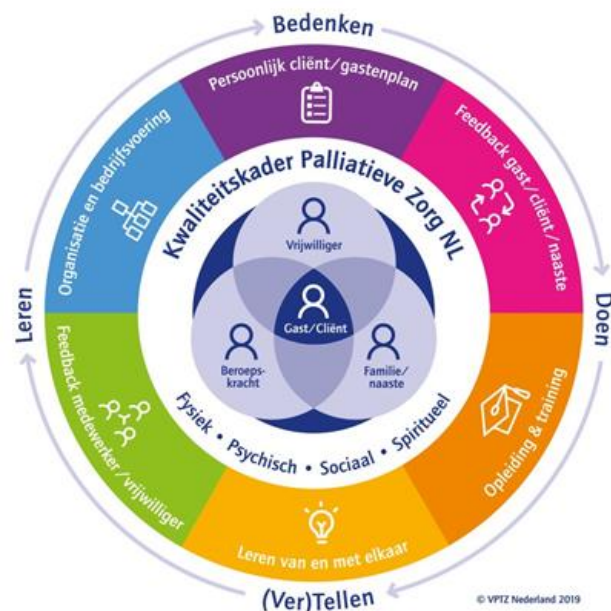 Bedenken
Persoonlijk cliënt/gastenplan
Feedback gast/cliënt/naaste
Doen
Opleiding & training
Leren van en met elkaar
(Ver)Tellen
Feedback medewerker/vrijwilliger
Leren
Organisatie en bedrijfsvoering
Kwaliteitskader Palliatieve Zorg NL
Vrijwilliger
Gast/Cliënt
Beroeps-
kracht
Familie/
naaste
Fysiek • Psychisch • Sociaal • Spiritueel
© VPTZ Nederland 2019